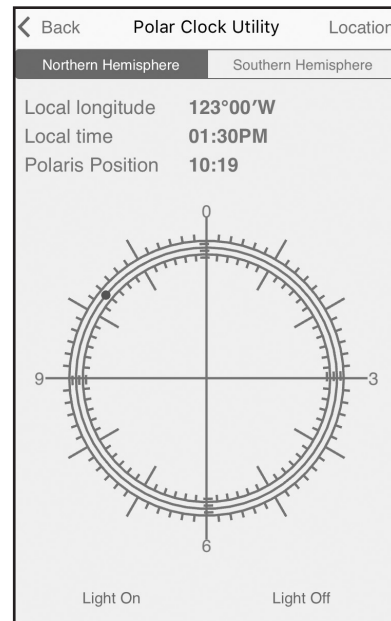 Back Polar Clock Utility Location
Northern Hemisphere Southern Hemisphere
Local longitude 123°00′W
Local time 01:30PM
Polaris Position 10:19
0
9 3
6
Light On Light Off